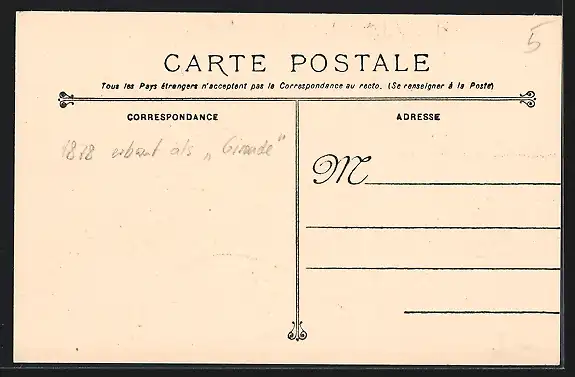 5
CARTE POSTALE
Tous les Pays étrangers n'acceptent pas la Correspondance au recto. (Se renseigner à la Poste)
CORRESPONDANCE
ADRESSE
1818 erbaut als „Gironde"
M